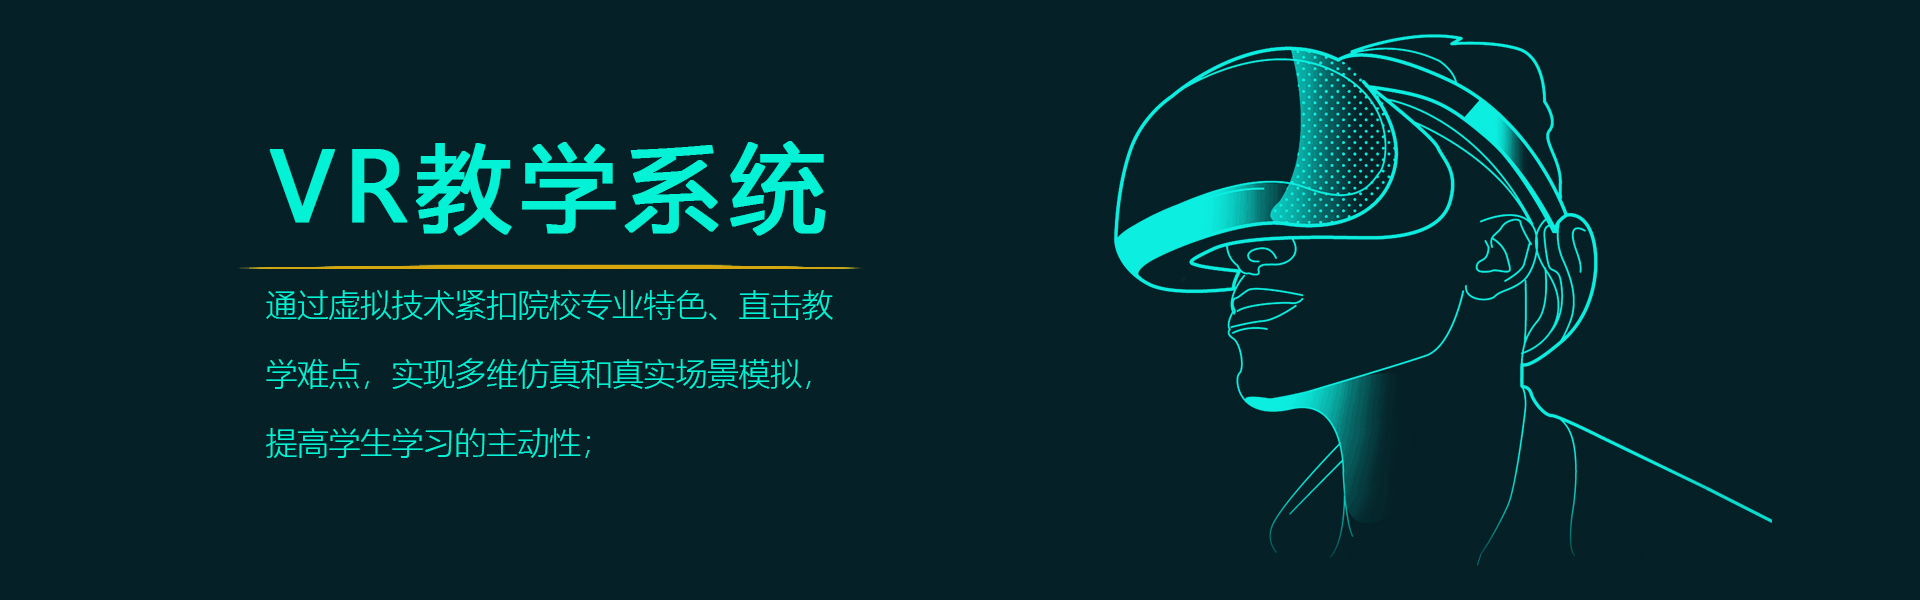 VR教学系统
通过虚拟技术紧扣院校专业特色、直击教
学难点，实现多维仿真和真实场景模拟，
提高学生学习的主动性；